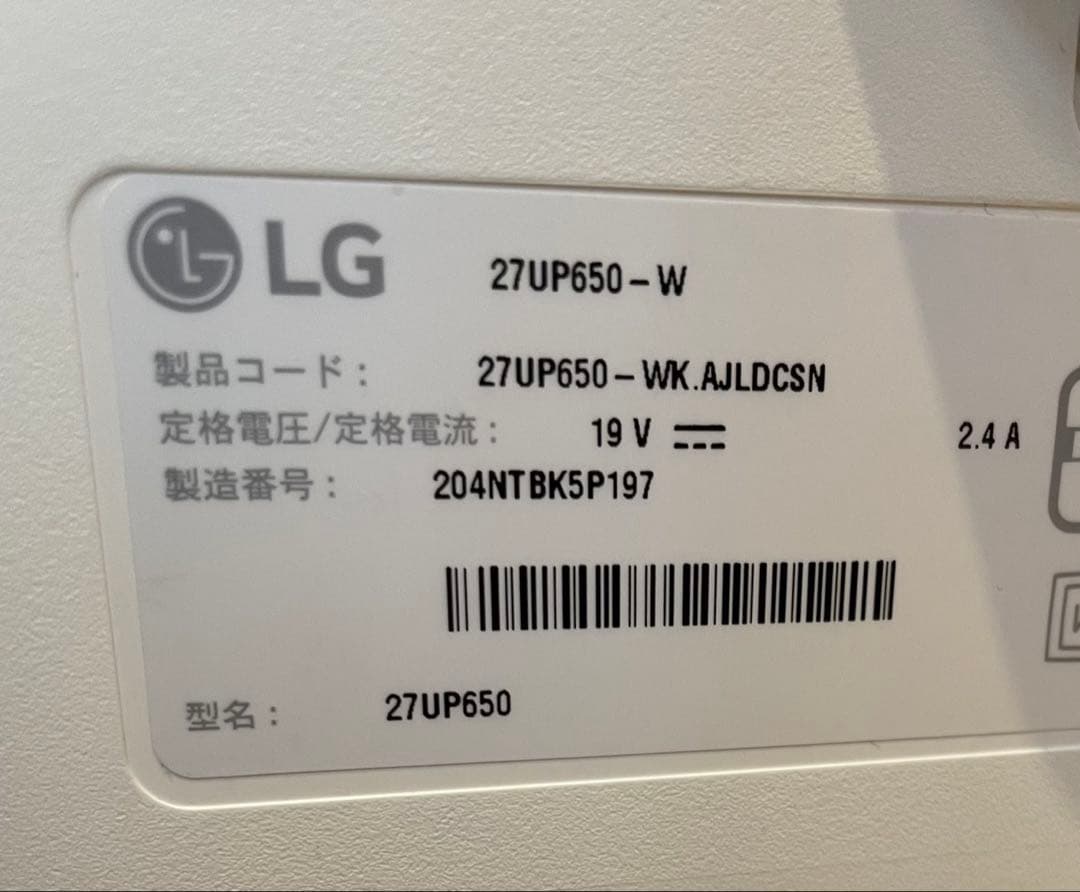 LG 27UP650-W
製品コード: 27UP650-WK.AJLDCSN
定格電圧/定格電流: 19 V ⎓ 2.4 A
製造番号: 204NTBK5P197
型名: 27UP650